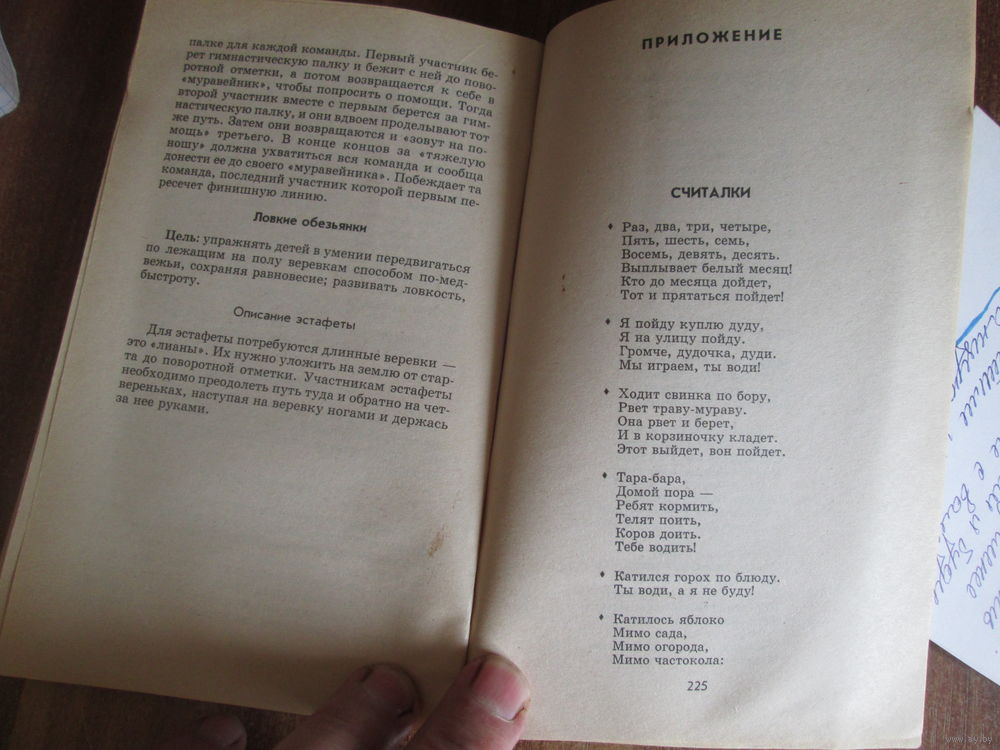 палке для каждой команды. Первый участник бе-
рет гимнастическую палку и бежит с ней до пово-
ротной отметки, а потом возвращается к себе в
«муравейник», чтобы попросить о помощи. Тогда
второй участник вместе с первым берется за гим-
настическую палку, и они вдвоем проделывают тот
же путь. Затем они возвращаются и «зовут на по-
мощь» третьего. В конце концов за «тяжелую
ношу» должна ухватиться вся команда и сообща
донести ее до своего «муравейника». Побеждает та
команда, последний участник которой первым пе-
ресечет финишную линию.
Ловкие обезьянки
Цель: упражнять детей в умении передвигаться
по лежащим на полу веревкам способом по-мед-
вежьи, сохраняя равновесие; развивать ловкость,
быстроту.
Описание эстафеты
Для эстафеты потребуются длинные веревки —
это «лианы». Их нужно уложить на землю от стар-
та до поворотной отметки. Участникам эстафеты
необходимо преодолеть путь туда и обратно на чет-
вереньках, наступая на веревку ногами и держась
за нее руками.
ПРИЛОЖЕНИЕ
СЧИТАЛКИ
♦ Раз, два, три, четыре,
Пять, шесть, семь,
Восемь, девять, десять.
Выплывает белый месяц!
Кто до месяца дойдет,
Тот и прятаться пойдет!
♦ Я пойду куплю дуду,
Я на улицу пойду.
Громче, дудочка, дуди.
Мы играем, ты води!
♦ Ходит свинка по бору,
Рвет траву-мураву.
Она рвет и берет,
И в корзиночку кладет.
Этот выйдет, вон пойдет.
♦ Тара-бара,
Домой пора —
Ребят кормить,
Телят поить,
Коров доить.
Тебе водить!
♦ Катился горох по блюду.
Ты води, а я не буду!
♦ Катилось яблоко
Мимо сада,
Мимо огорода,
Мимо частокола:
225
www.ay.by